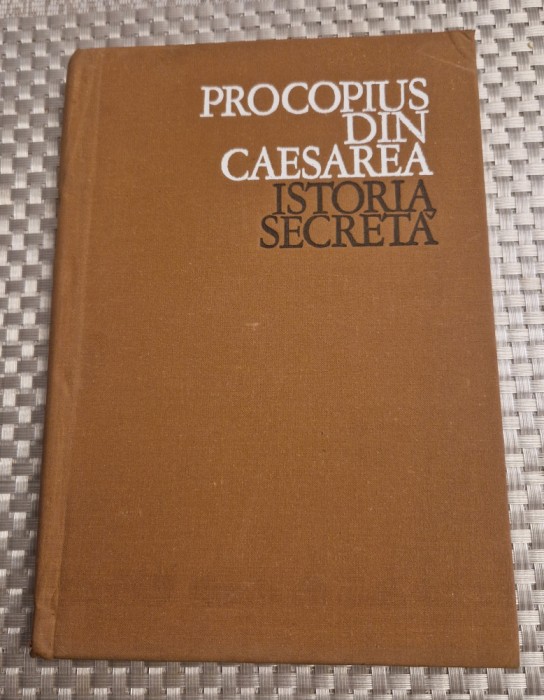 PROCOPIUS
DIN
CAESAREA
ISTORIA
SECRETĂ